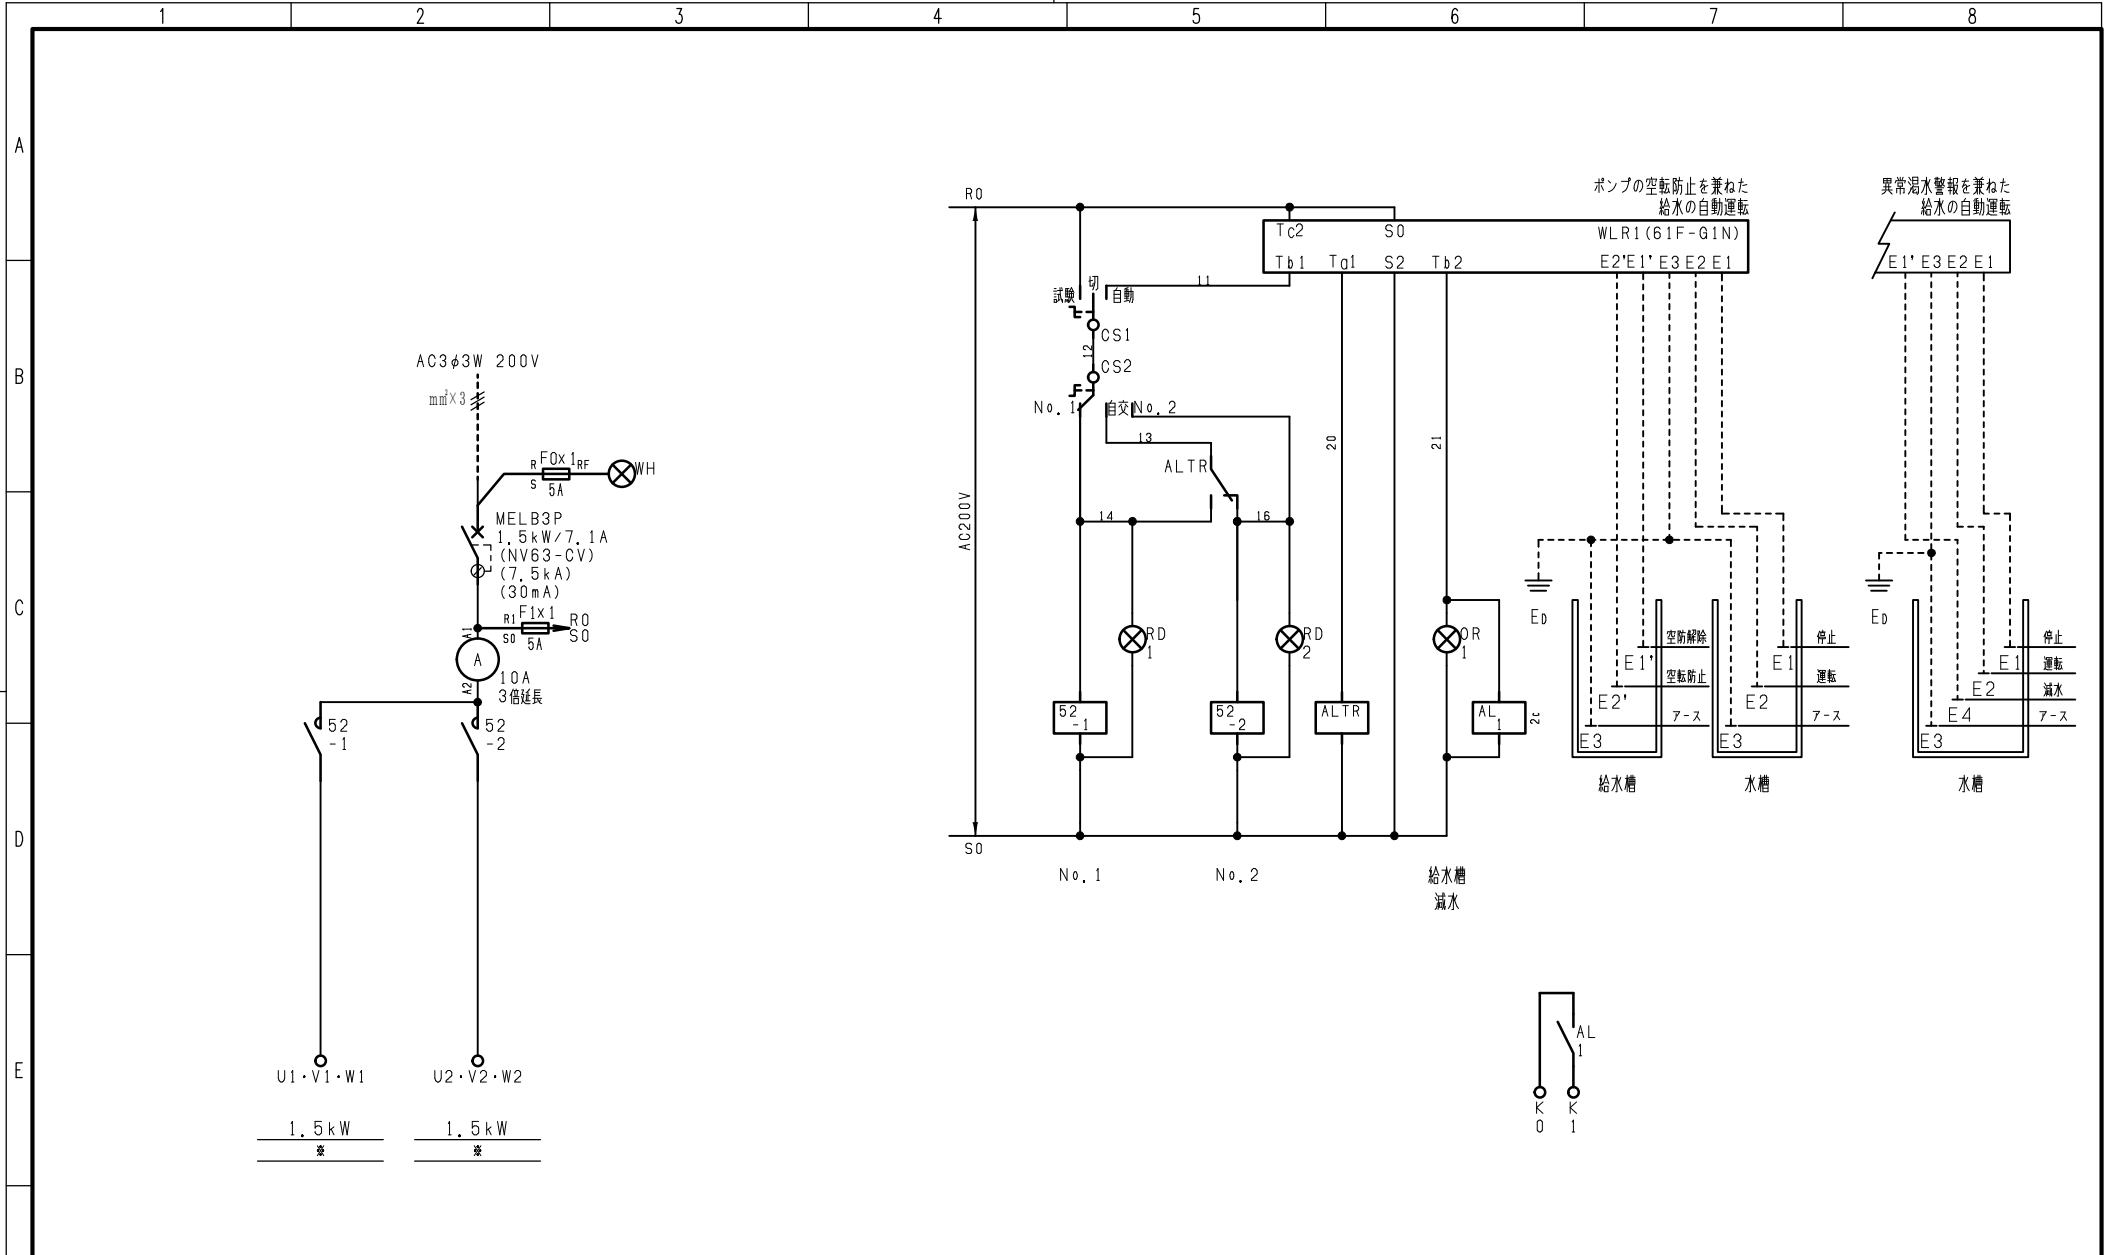 1 2 3 4 5 6 7 8
A
B
C
D
E
AC3φ3W 200V
mm²×3
R F0x1 RF
S 5A
WH
MELB3P
1.5kW/7.1A
(NV63-CV)
(7.5kA)
(30mA)
A1
R1 F1x1 R0
S0 5A S0
A
A2
10A
3倍延長
52
-1
52
-2
U1・V1・W1
U2・V2・W2
1.5kW
※
1.5kW
※
R0
AC200V
S0
試験 切 自動
11
CS1
12
CS2
No.1 自交 No.2
13
ALTR
14
16
RD
1
RD
2
52
-1
52
-2
ALTR
20
21
OR
1
AL
1
2c
No.1
No.2
給水槽
減水
ポンプの空転防止を兼ねた
給水の自動運転
Tc2 S0 WLR1(61F-G1N)
Tb1 Ta1 S2 Tb2 E2' E1' E3 E2 E1
ED
空防解除
E1'
空転防止
E2'
アース
E3
給水槽
停止
E1
運転
E2
アース
E3
水槽
異常渇水警報を兼ねた
給水の自動運転
E1' E3 E2 E1
ED
停止
E1
運転
E2
減水
E4
アース
E3
水槽
AL
1
K
0
K
1